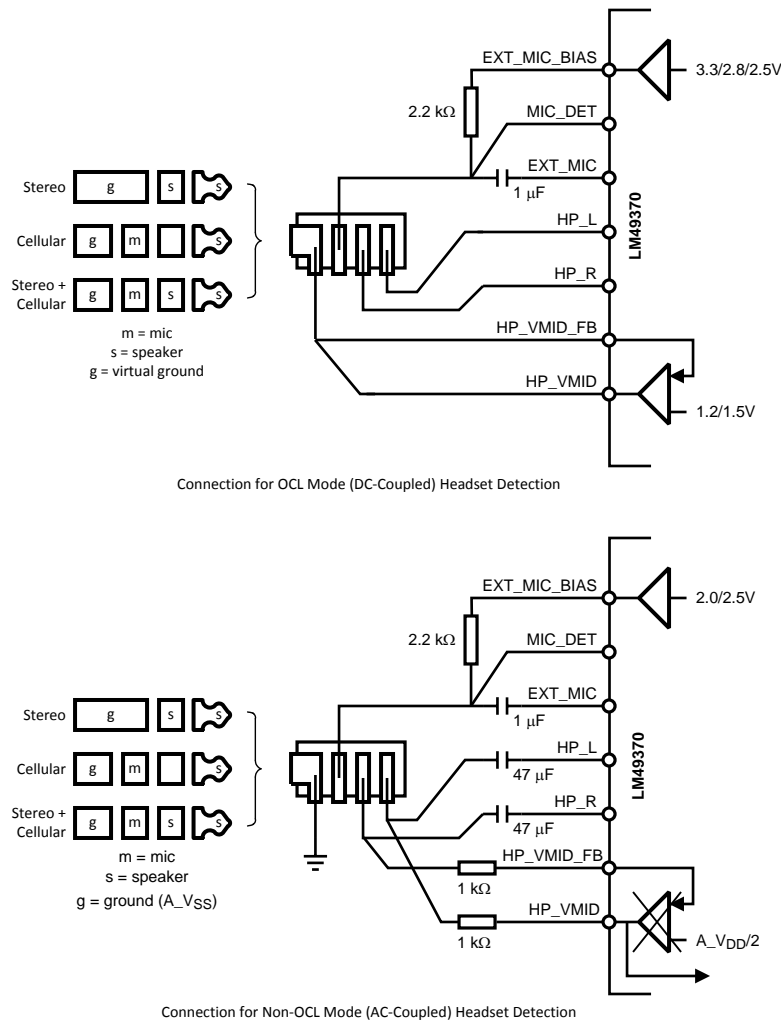 EXT_MIC_BIAS
3.3/2.8/2.5V
2.2 kΩ
MIC_DET
EXT_MIC
1 μF
Stereo
g s s
HP_L
LM49370
Cellular
g m s
HP_R
Stereo +
Cellular
g m s s
m = mic
s = speaker
g = virtual ground
HP_VMID_FB
HP_VMID
1.2/1.5V
Connection for OCL Mode (DC-Coupled) Headset Detection
EXT_MIC_BIAS
2.0/2.5V
2.2 kΩ
MIC_DET
EXT_MIC
1 μF
Stereo
g s s
HP_L
47 μF
LM49370
Cellular
g m s
HP_R
47 μF
Stereo +
Cellular
g m s s
m = mic
s = speaker
g = ground (A_VSS)
HP_VMID_FB
1 kΩ
HP_VMID
1 kΩ
A_VDD/2
Connection for Non-OCL Mode (AC-Coupled) Headset Detection